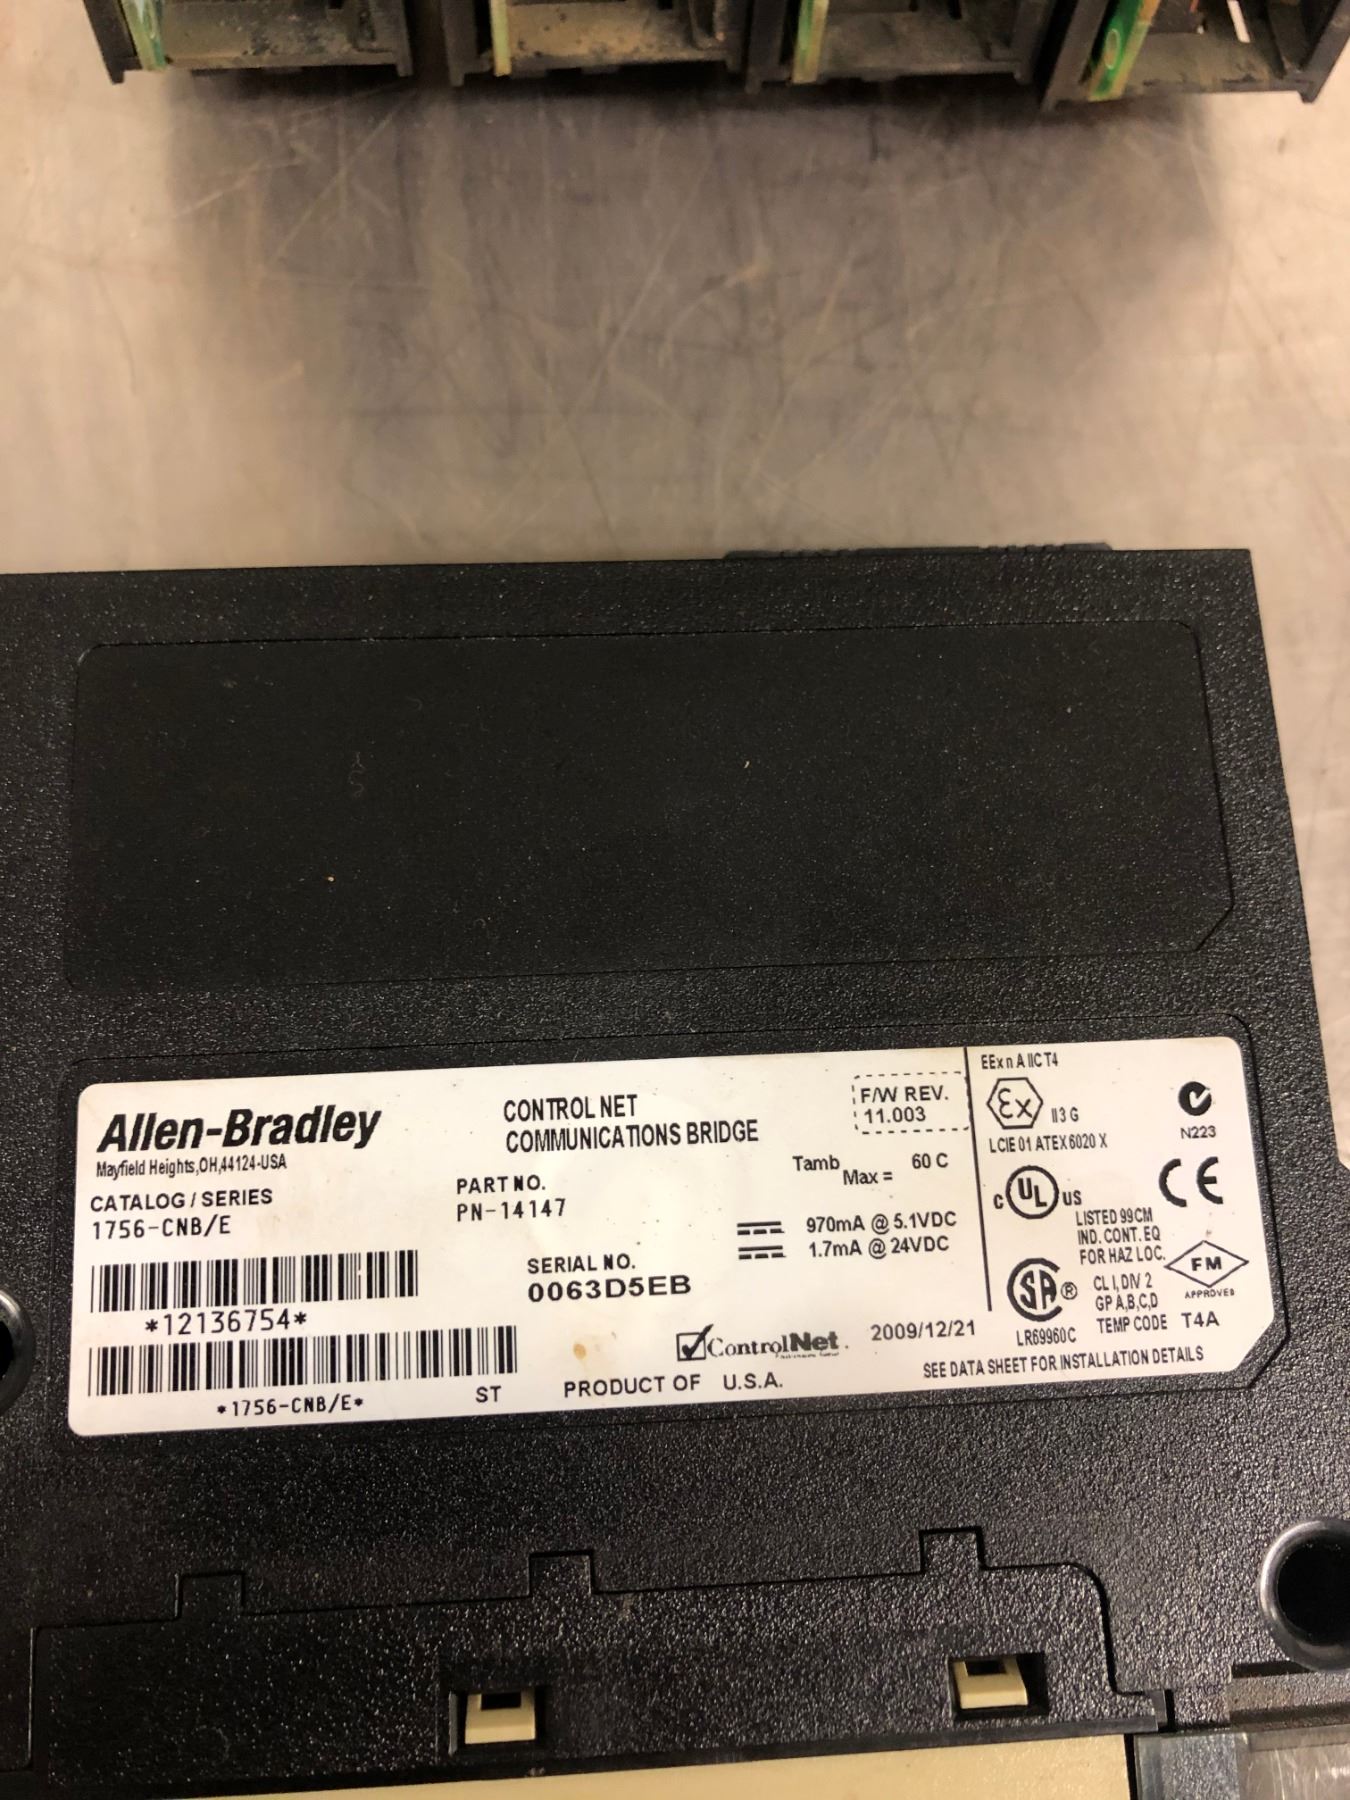 Allen-Bradley
Mayfield Heights,OH,44124-USA
CATALOG / SERIES
1756-CNB/E
*12136754*
*1756-CNB/E*
ST
CONTROL NET
COMMUNICATIONS BRIDGE
PART NO.
PN-14147
SERIAL NO.
0063D5EB
ControlNet
2009/12/21
PRODUCT OF U.S.A.
F/W REV.
11.003
Tamb Max = 60 C
970mA @ 5.1VDC
1.7mA @ 24VDC
EEx n A IIC T4
Ex II 3 G
LCIE 01 ATEX 6020 X
N223
c UL us
CE
LISTED 99CM
IND. CONT. EQ
FOR HAZ LOC.
SA ®
CL I, DIV 2
GP A,B,C,D
TEMP CODE T4A
FM
APPROVED
LR69960C
SEE DATA SHEET FOR INSTALLATION DETAILS